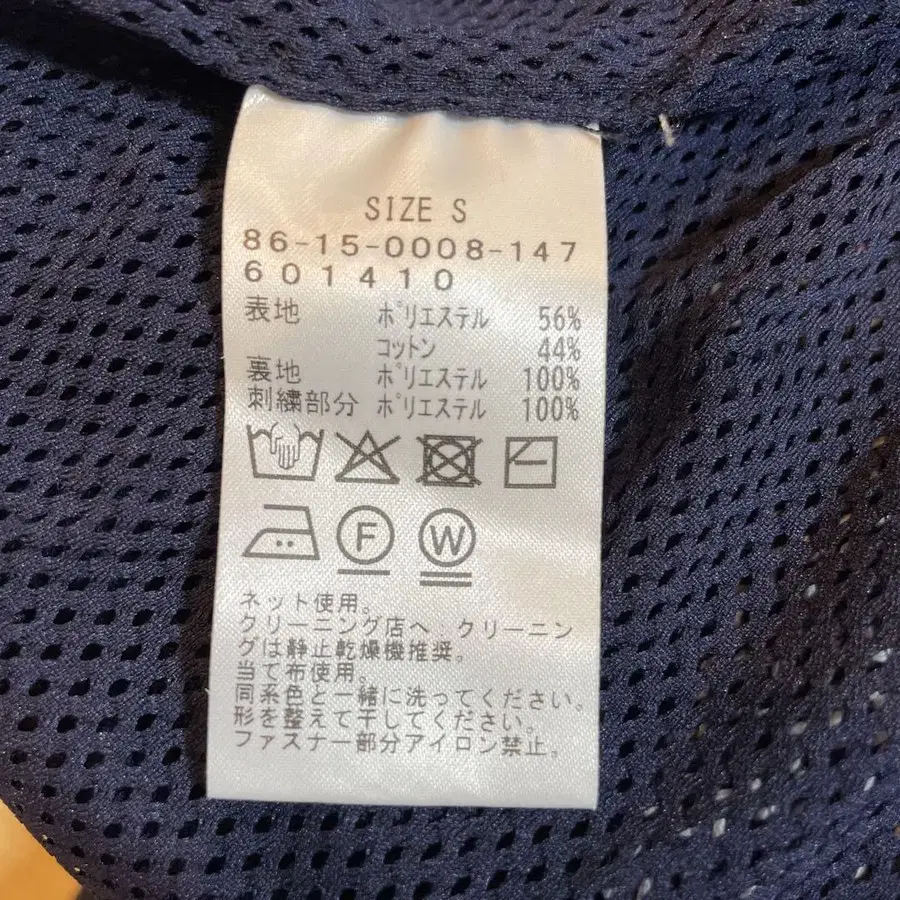 SIZE S
86-15-0008-147
601410
表地 ポリエステル 56%
コットン 44%
裏地 ポリエステル 100%
刺繍部分 ポリエステル 100%
F W
ネット使用。
クリーニング店へ:クリーニン
グは静止乾燥機推奨。
当て布使用。
同系色と一緒に洗ってください。
形を整えて干してください。
ファスナー部分アイロン禁止。